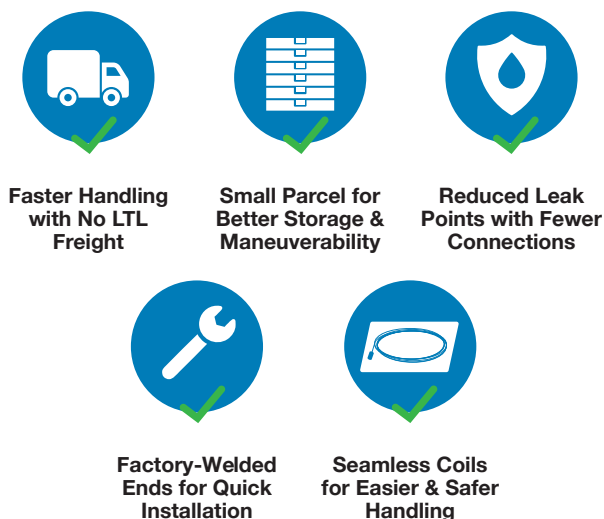 Faster Handling
with No LTL
Freight
Small Parcel for
Better Storage &
Maneuverability
Reduced Leak
Points with Fewer
Connections
Factory-Welded
Ends for Quick
Installation
Seamless Coils
for Easier & Safer
Handling